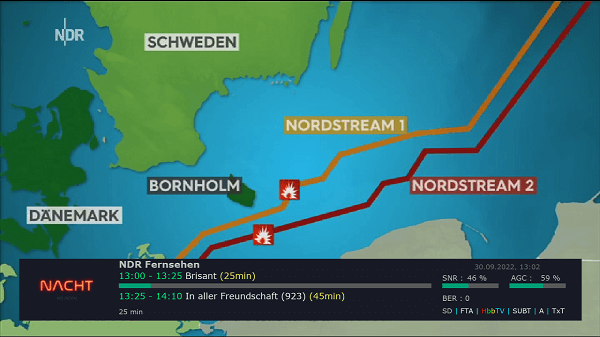 NDR
SCHWEDEN
NORDSTREAM 1
BORNHOLM
NORDSTREAM 2
DÄNEMARK
NDR Fernsehen
30.09.2022, 13:02
13:00 - 13:25 Brisant (25min)
SNR : 46 %
AGC : 59 %
NACHT
13:25 - 14:10 In aller Freundschaft (923) (45min)
BER : 0
25 min
SD | FTA | HbbTV | SUBT | A | TxT